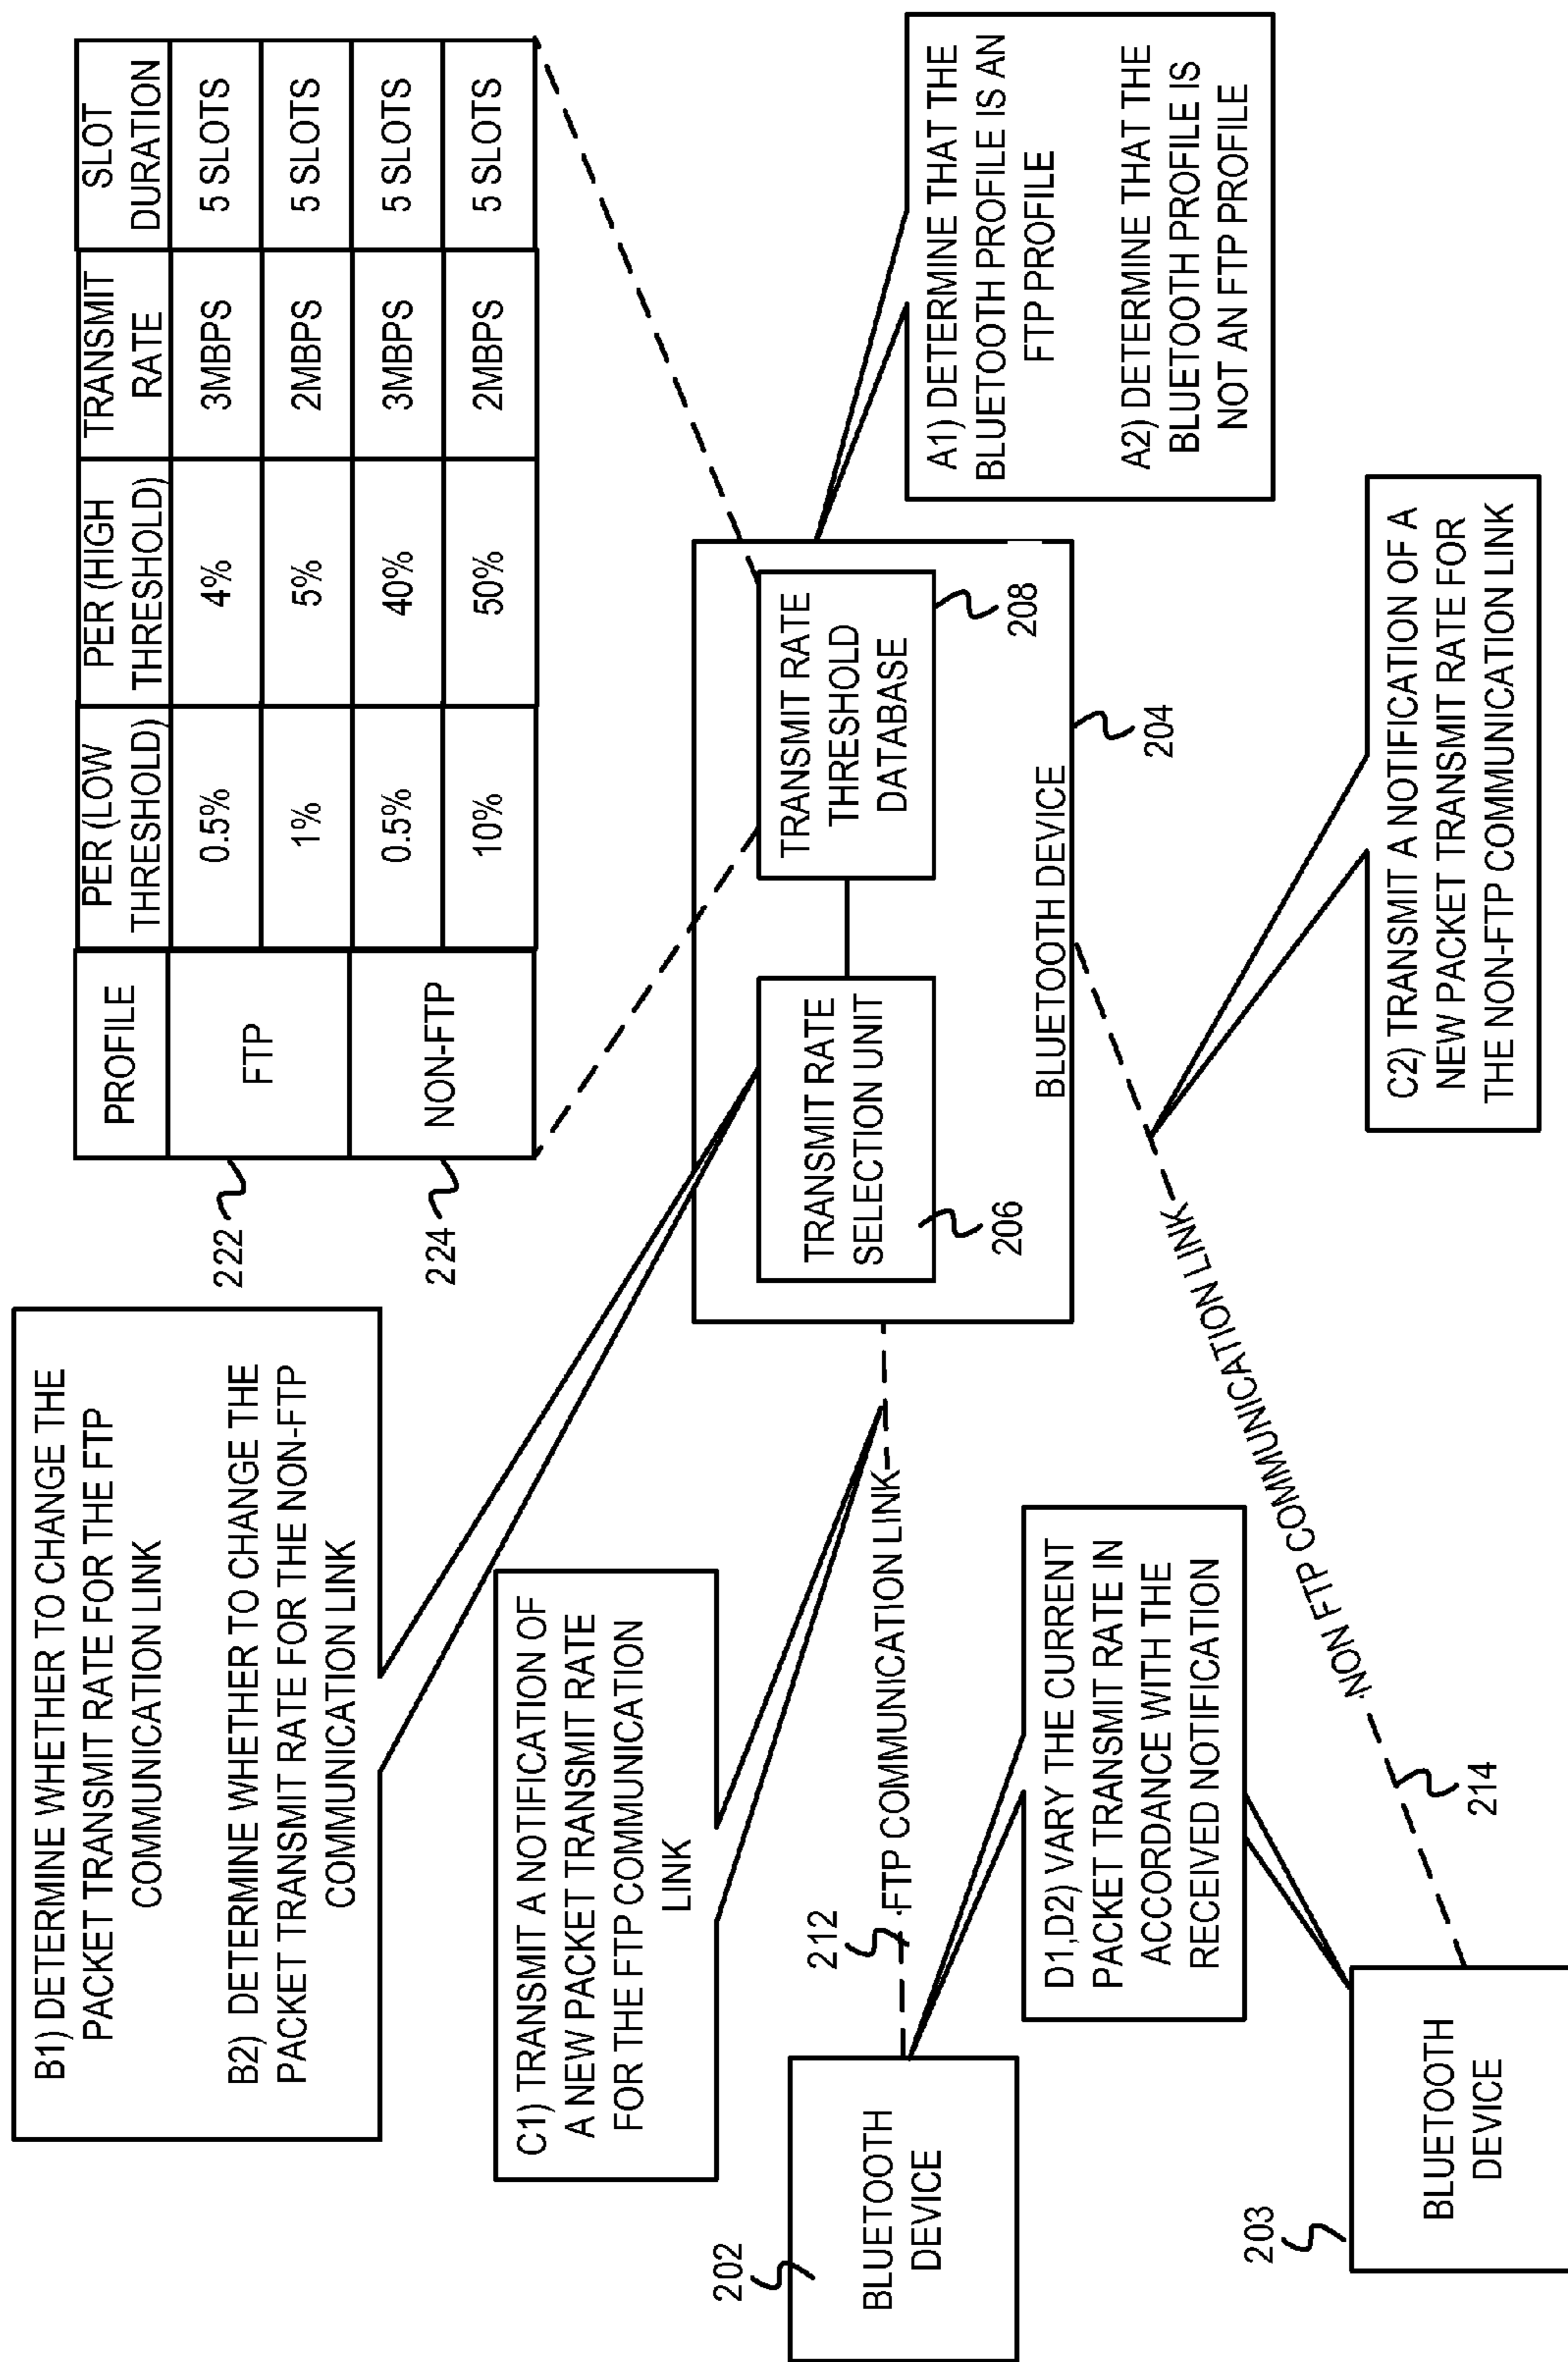 B1) DETERMINE WHETHER TO CHANGE THE
PACKET TRANSMIT RATE FOR THE FTP
COMMUNICATION LINK
B2) DETERMINE WHETHER TO CHANGE THE
PACKET TRANSMIT RATE FOR THE NON-FTP
COMMUNICATION LINK
PROFILE
PER (LOW
THRESHOLD)
PER (HIGH
THRESHOLD)
TRANSMIT
RATE
SLOT
DURATION
222
FTP
0.5%
4%
3MBPS
5 SLOTS
1%
5%
2MBPS
5 SLOTS
224
NON-FTP
0.5%
40%
3MBPS
5 SLOTS
10%
50%
2MBPS
5 SLOTS
C1) TRANSMIT A NOTIFICATION OF
A NEW PACKET TRANSMIT RATE
FOR THE FTP COMMUNICATION
LINK
TRANSMIT RATE
SELECTION UNIT
206
TRANSMIT RATE
THRESHOLD
DATABASE
208
BLUETOOTH DEVICE
204
A1) DETERMINE THAT THE
BLUETOOTH PROFILE IS AN
FTP PROFILE
A2) DETERMINE THAT THE
BLUETOOTH PROFILE IS
NOT AN FTP PROFILE
202
BLUETOOTH
DEVICE
212
FTP COMMUNICATION LINK
D1,D2) VARY THE CURRENT
PACKET TRANSMIT RATE IN
ACCORDANCE WITH THE
RECEIVED NOTIFICATION
203
BLUETOOTH
DEVICE
NON FTP COMMUNICATION LINK
214
C2) TRANSMIT A NOTIFICATION OF A
NEW PACKET TRANSMIT RATE FOR
THE NON-FTP COMMUNICATION LINK